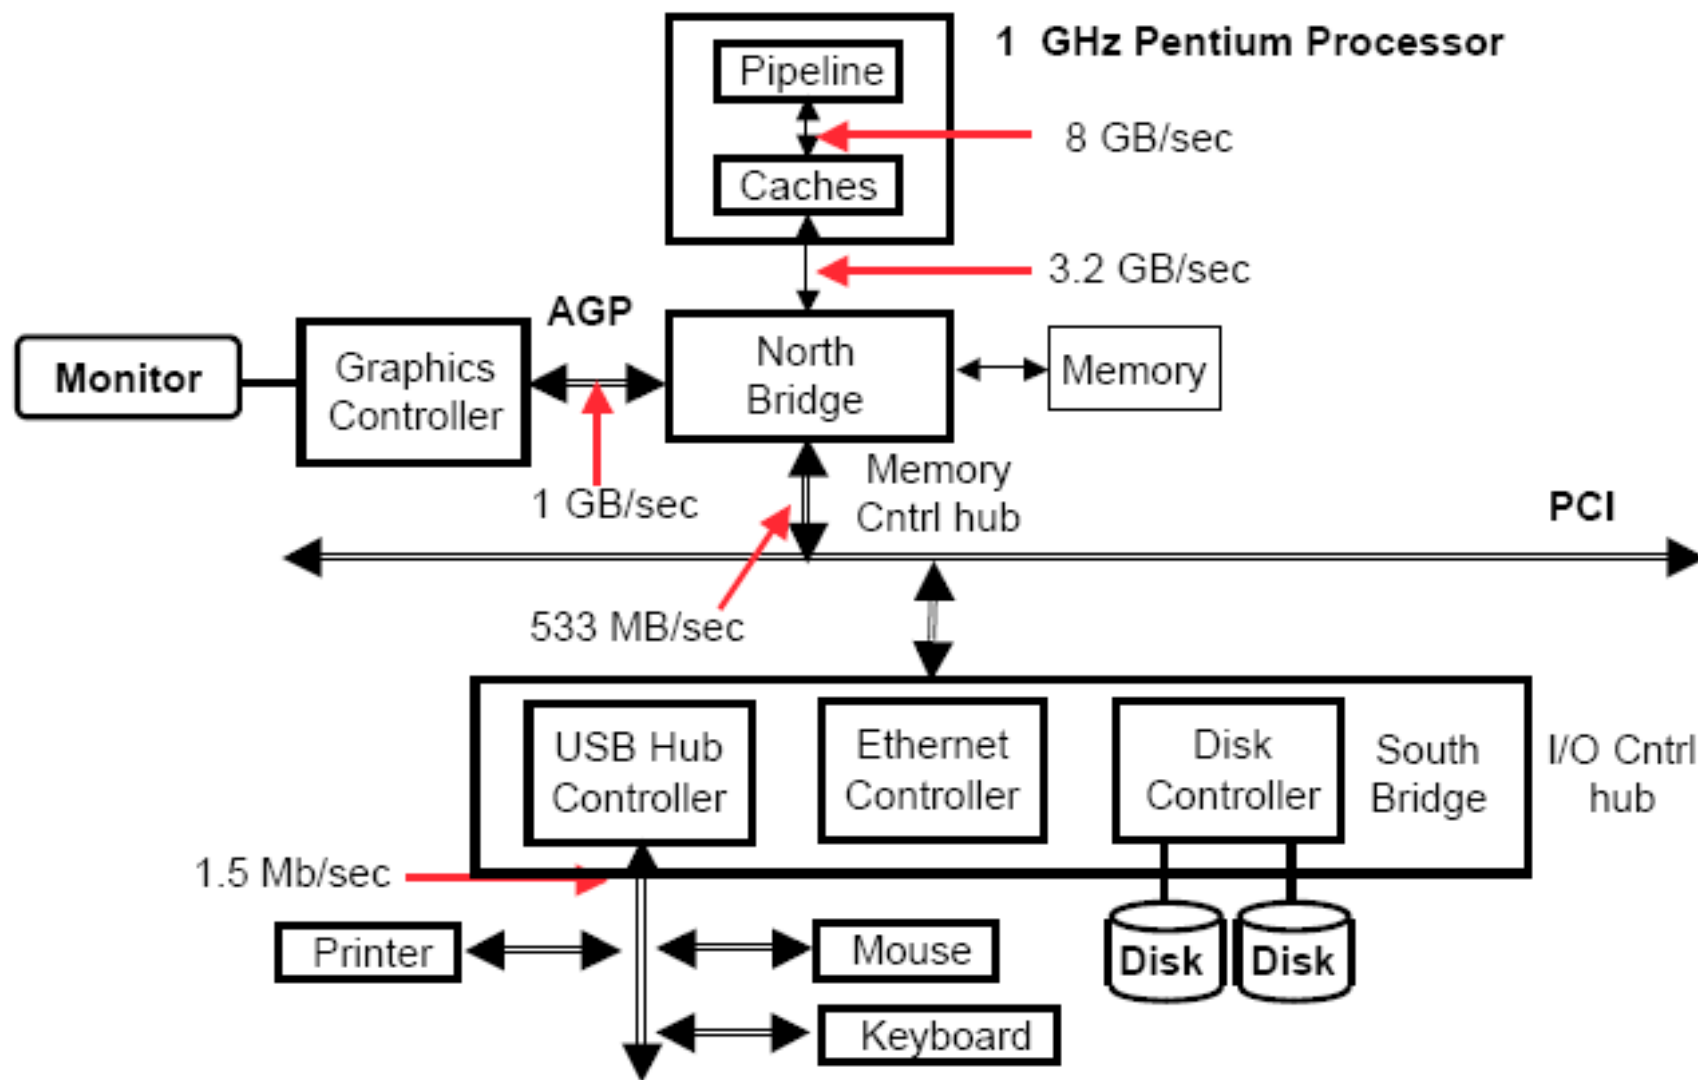 1 GHz Pentium Processor
Pipeline
8 GB/sec
Caches
3.2 GB/sec
AGP
Monitor
Graphics
Controller
North
Bridge
Memory
1 GB/sec
Memory
Cntrl hub
PCI
533 MB/sec
USB Hub
Controller
Ethernet
Controller
Disk
Controller
South
Bridge
I/O Cntrl
hub
1.5 Mb/sec
Printer
Mouse
Disk
Disk
Keyboard